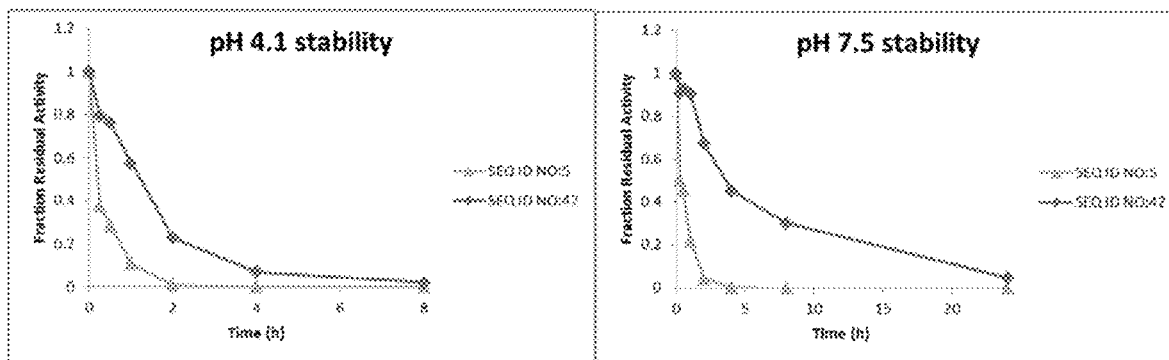 pH 4.1 stability
Fraction Residual Activity
1.2
1
0.8
0.6
0.4
0.2
0
0
2
4
6
8
Time (h)
SEQ ID NO:5
SEQ ID NO:42
pH 7.5 stability
Fraction Residual Activity
1.2
1
0.8
0.6
0.4
0.2
0
0
5
10
15
20
Time (h)
SEQ ID NO:5
SEQ ID NO:42